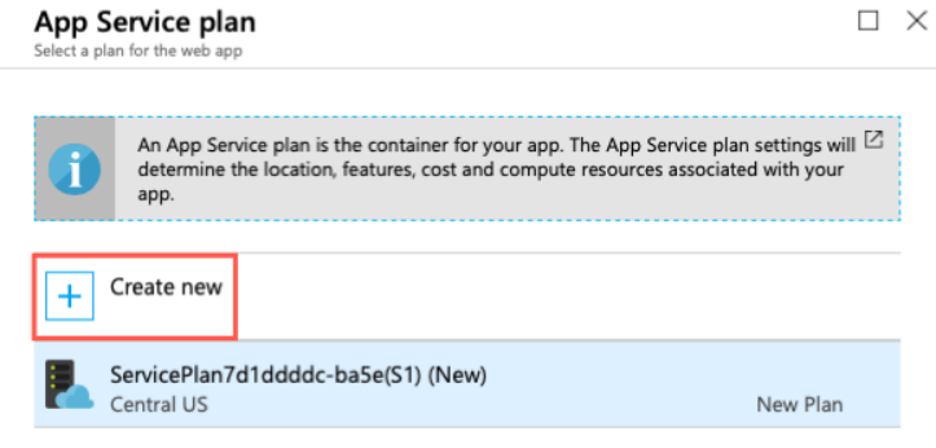 App Service plan
Select a plan for the web app
An App Service plan is the container for your app. The App Service plan settings will
determine the location, features, cost and compute resources associated with your
app.
Create new
ServicePlan7d1ddddc-ba5e(S1) (New)
Central US
New Plan